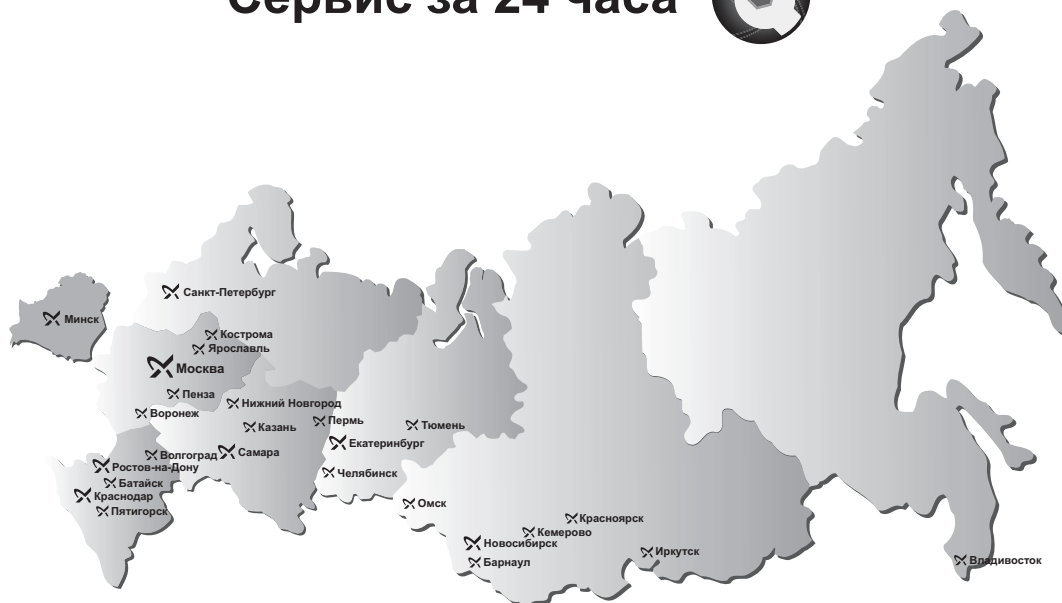 Сервис за 24 часа
Санкт-Петербург
Минск
Кострома
Ярославль
Москва
Пенза
Нижний Новгород
Воронеж
Пермь
Тюмень
Казань
Екатеринбург
Волгоград
Самара
Ростов-на-Дону
Челябинск
Батайск
Краснодар
Омск
Пятигорск
Красноярск
Кемерово
Новосибирск
Иркутск
Барнаул
Владивосток